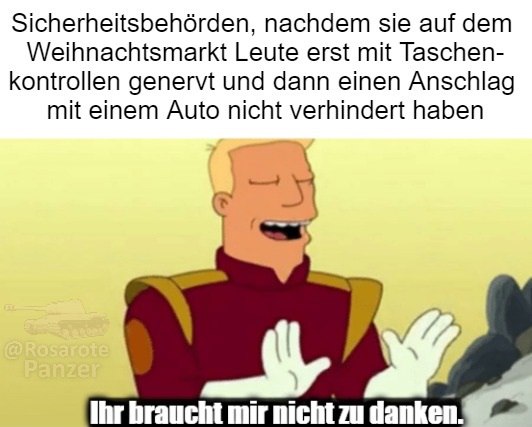 Sicherheitsbehörden, nachdem sie auf dem
Weihnachtsmarkt Leute erst mit Taschen-
kontrollen genervt und dann einen Anschlag
mit einem Auto nicht verhindert haben
@Rosarote
Panzer
Ihr braucht mir nicht zu danken.